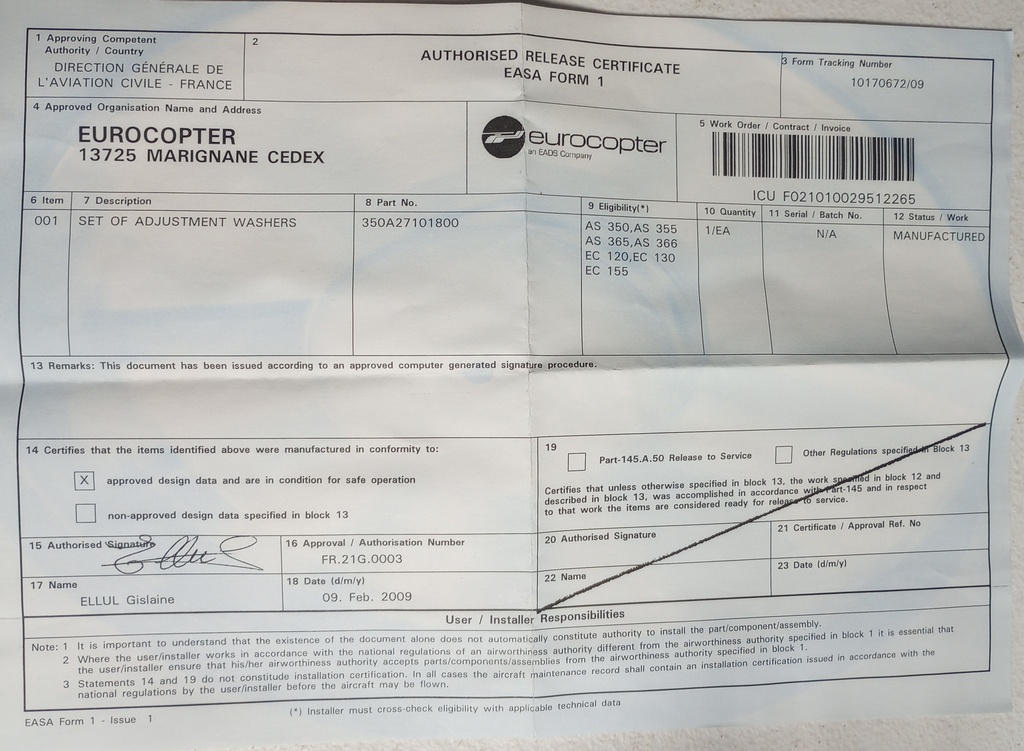 1 Approving Competent
Authority / Country
DIRECTION GÉNÉRALE DE
L'AVIATION CIVILE - FRANCE
2
AUTHORISED RELEASE CERTIFICATE
EASA FORM 1
3 Form Tracking Number
10170672/09
4 Approved Organisation Name and Address
EUROCOPTER
13725 MARIGNANE CEDEX
eurocopter
an EADS Company
5 Work Order / Contract / Invoice
ICU F021010029512265
6 Item 7 Description 8 Part No. 9 Eligibility(*) 10 Quantity 11 Serial / Batch No. 12 Status / Work
001 SET OF ADJUSTMENT WASHERS 350A27101800 AS 350,AS 355 1/EA N/A MANUFACTURED
AS 365,AS 366
EC 120,EC 130
EC 155
13 Remarks: This document has been issued according to an approved computer generated signature procedure.
14 Certifies that the items identified above were manufactured in conformity to:
X approved design data and are in condition for safe operation
non-approved design data specified in block 13
15 Authorised Signature
16 Approval / Authorisation Number
FR.21G.0003
17 Name
ELLUL Gislaine
18 Date (d/m/y)
09. Feb. 2009
19
Part-145.A.50 Release to Service Other Regulations specified in Block 13
Certifies that unless otherwise specified in block 13, the work specified in block 12 and
described in block 13, was accomplished in accordance with Part-145 and in respect
to that work the items are considered ready for release to service.
20 Authorised Signature
21 Certificate / Approval Ref. No
22 Name
23 Date (d/m/y)
User / Installer Responsibilities
Note: 1 It is important to understand that the existence of the document alone does not automatically constitute authority to install the part/component/assembly.
2 Where the user/installer works in accordance with the national regulations of an airworthiness authority different from the airworthiness authority specified in block 1 it is essential that
the user/installer ensure that his/her airworthiness authority accepts parts/components/assemblies from the airworthiness authority specified in block 1.
3 Statements 14 and 19 do not constitute installation certification. In all cases the aircraft maintenance record shall contain an installation certification issued in accordance with the
national regulations by the user/installer before the aircraft may be flown.
EASA Form 1 - Issue 1
(*) Installer must cross-check eligibility with applicable technical data